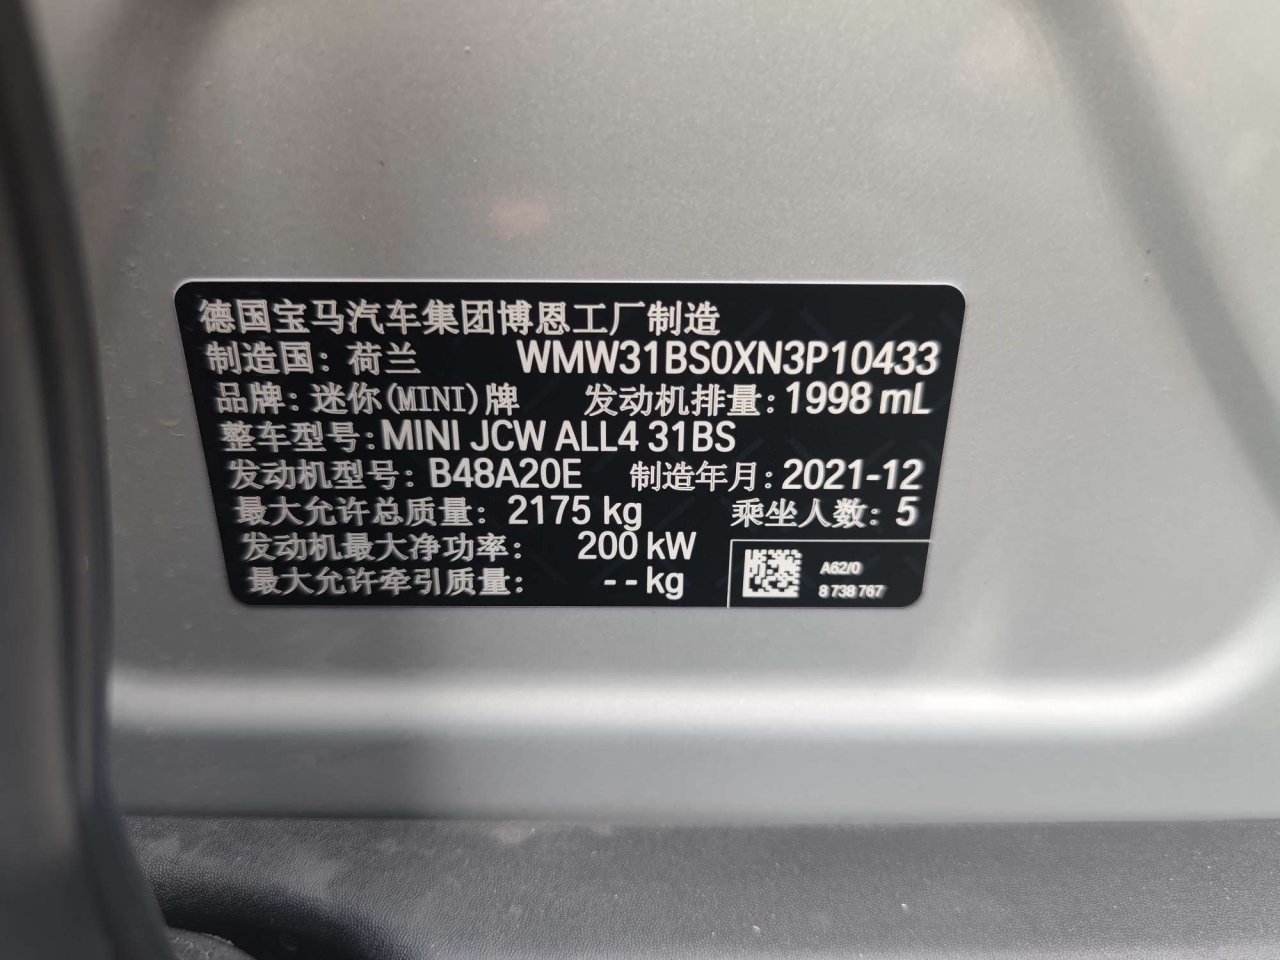 德国宝马汽车集团博恩工厂制造
制造国：荷兰 WMW31BS0XN3P10433
品牌：迷你(MINI)牌 发动机排量：1998 mL
整车型号：MINI JCW ALL4 31BS
发动机型号：B48A20E 制造年月：2021-12
最大允许总质量：2175 kg 乘坐人数：5
发动机最大净功率：200 kW
最大允许牵引质量：--kg
A62/0
8 738 767